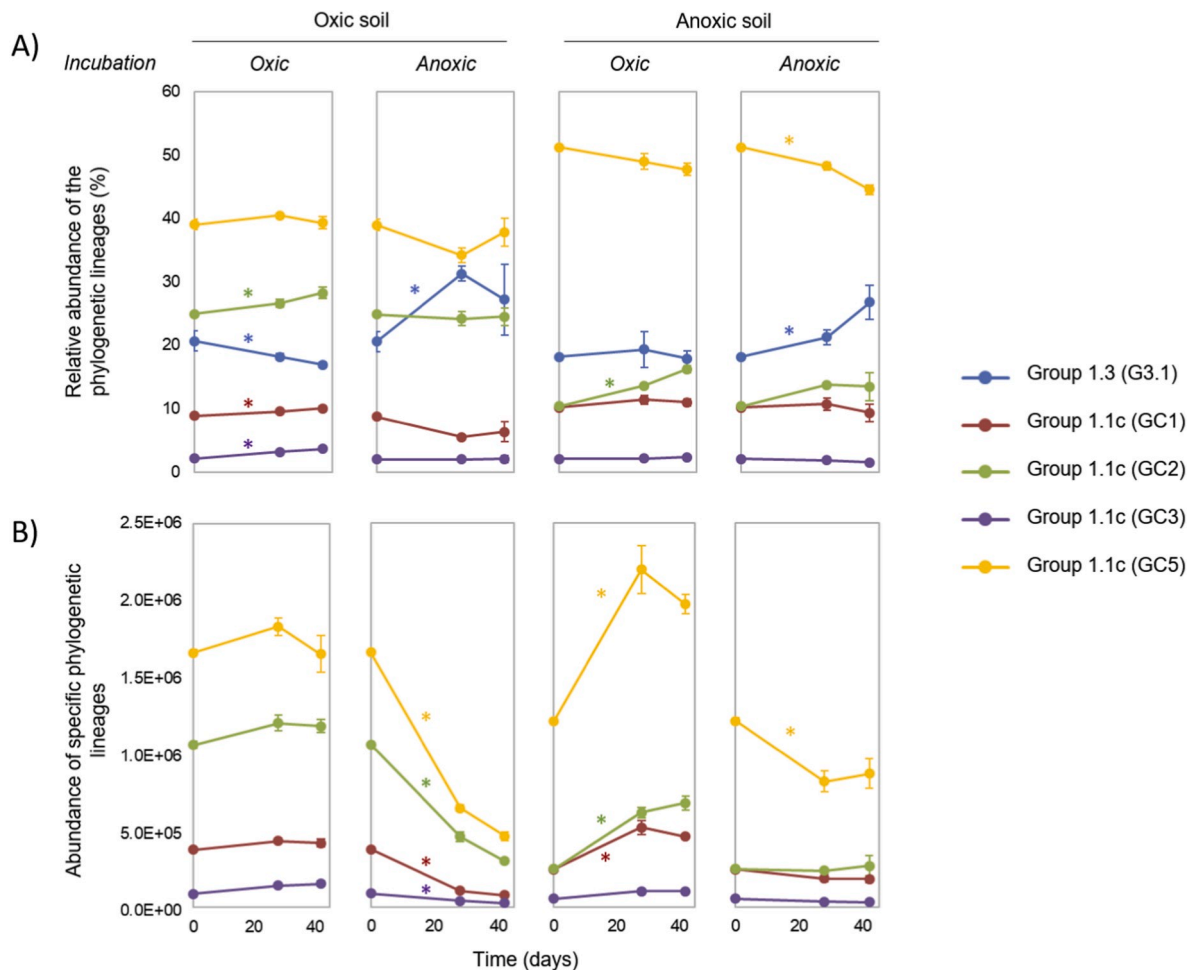 Oxic soil Anoxic soil
A)
Incubation Oxic Anoxic Oxic Anoxic
Relative abundance of the
phylogenetic lineages (%)
60
50
40
30
20
10
0
* * * * * * * *
Group 1.3 (G3.1)
Group 1.1c (GC1)
Group 1.1c (GC2)
Group 1.1c (GC3)
Group 1.1c (GC5)
B)
Abundance of specific phylogenetic
lineages
2.5E+06
2.0E+06
1.5E+06
1.0E+06
5.0E+05
0.0E+00
* * * * * * * *
0 20 40 0 20 40 0 20 40 0 20 40
Time (days)